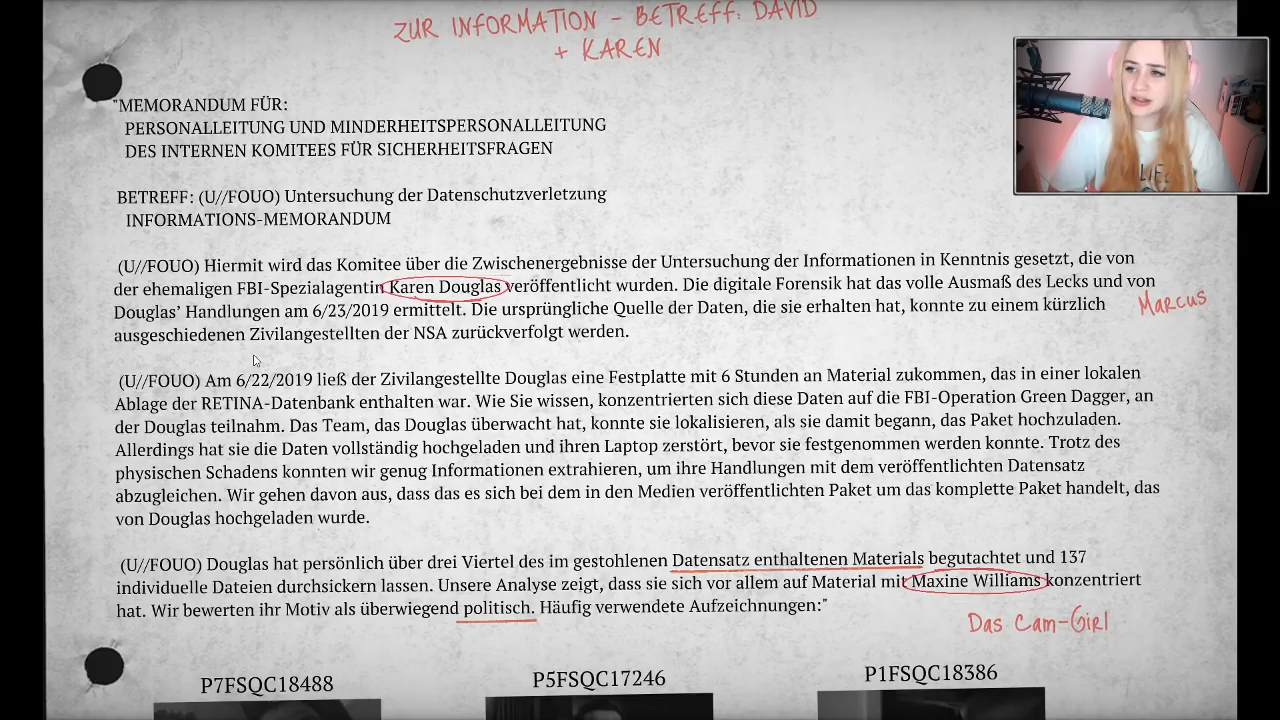 ZUR INFORMATION – BETREFF: DAVID
+ KAREN
"MEMORANDUM FÜR:
PERSONALLEITUNG UND MINDERHEITSPERSONALLEITUNG
DES INTERNEN KOMITEES FÜR SICHERHEITSFRAGEN
BETREFF: (U//FOUO) Untersuchung der Datenschutzverletzung
INFORMATIONS-MEMORANDUM
(U//FOUO) Hiermit wird das Komitee über die Zwischenergebnisse der Untersuchung der Informationen in Kenntnis gesetzt, die von
der ehemaligen FBI-Spezialagentin Karen Douglas veröffentlicht wurden. Die digitale Forensik hat das volle Ausmaß des Lecks und von
Douglas' Handlungen am 6/23/2019 ermittelt. Die ursprüngliche Quelle der Daten, die sie erhalten hat, konnte zu einem kürzlich
Marcus
ausgeschiedenen Zivilangestellten der NSA zurückverfolgt werden.
(U//FOUO) Am 6/22/2019 ließ der Zivilangestellte Douglas eine Festplatte mit 6 Stunden an Material zukommen, das in einer lokalen
Ablage der RETINA-Datenbank enthalten war. Wie Sie wissen, konzentrierten sich diese Daten auf die FBI-Operation Green Dagger, an
der Douglas teilnahm. Das Team, das Douglas überwacht hat, konnte sie lokalisieren, als sie damit begann, das Paket hochzuladen.
Allerdings hat sie die Daten vollständig hochgeladen und ihren Laptop zerstört, bevor sie festgenommen werden konnte. Trotz des
physischen Schadens konnten wir genug Informationen extrahieren, um ihre Handlungen mit dem veröffentlichten Datensatz
abzugleichen. Wir gehen davon aus, dass das es sich bei dem in den Medien veröffentlichten Paket um das komplette Paket handelt, das
von Douglas hochgeladen wurde.
(U//FOUO) Douglas hat persönlich über drei Viertel des im gestohlenen Datensatz enthaltenen Materials begutachtet und 137
individuelle Dateien durchsickern lassen. Unsere Analyse zeigt, dass sie sich vor allem auf Material mit Maxine Williams konzentriert
hat. Wir bewerten ihr Motiv als überwiegend politisch. Häufig verwendete Aufzeichnungen:"
Das Cam-Girl
P7FSQC18488
P5FSQC17246
P1FSQC18386